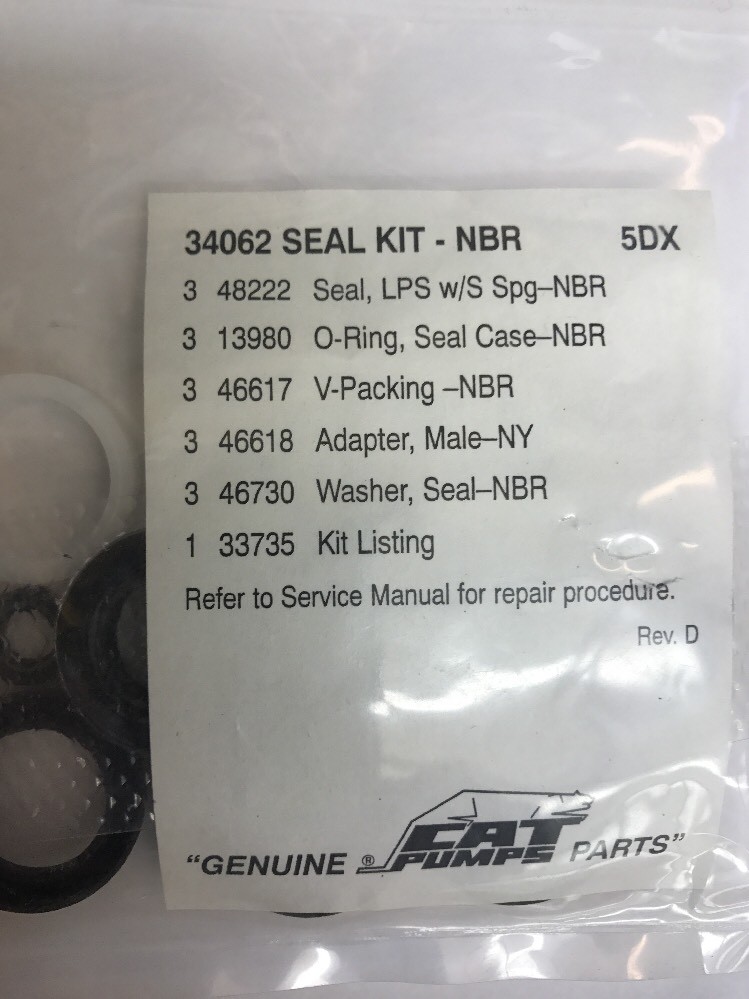 34062 SEAL KIT - NBR 5DX
3 48222 Seal, LPS w/S Spg–NBR
3 13980 O-Ring, Seal Case–NBR
3 46617 V-Packing –NBR
3 46618 Adapter, Male–NY
3 46730 Washer, Seal–NBR
1 33735 Kit Listing
Refer to Service Manual for repair procedure.
Rev. D
"GENUINE ® CAT PUMPS PARTS"